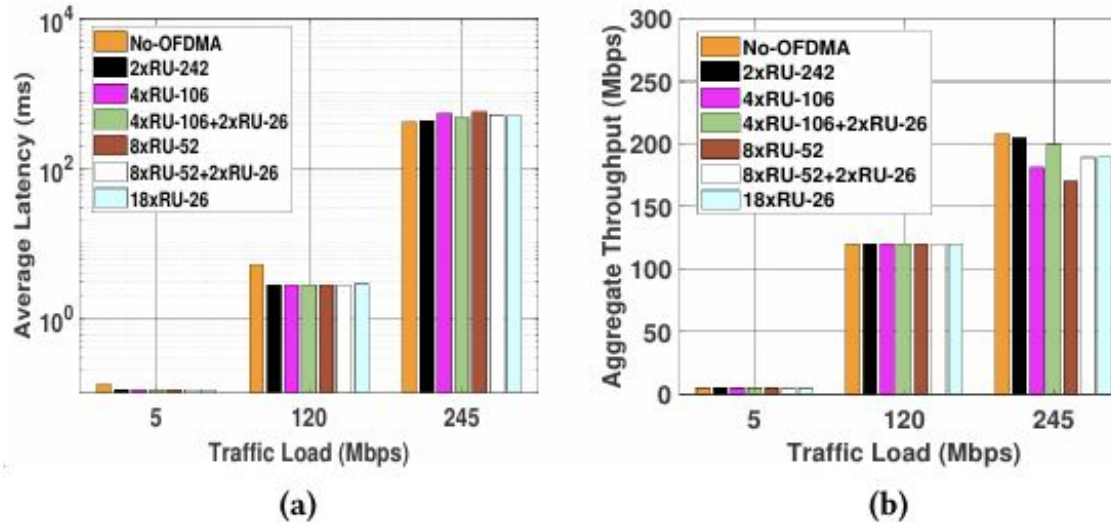 Average Latency (ms)
10^4
10^2
10^0
No-OFDMA
2xRU-242
4xRU-106
4xRU-106+2xRU-26
8xRU-52
8xRU-52+2xRU-26
18xRU-26
5 120 245
Traffic Load (Mbps)
(a)
Aggregate Throughput (Mbps)
300
250
200
150
100
50
0
No-OFDMA
2xRU-242
4xRU-106
4xRU-106+2xRU-26
8xRU-52
8xRU-52+2xRU-26
18xRU-26
5 120 245
Traffic Load (Mbps)
(b)